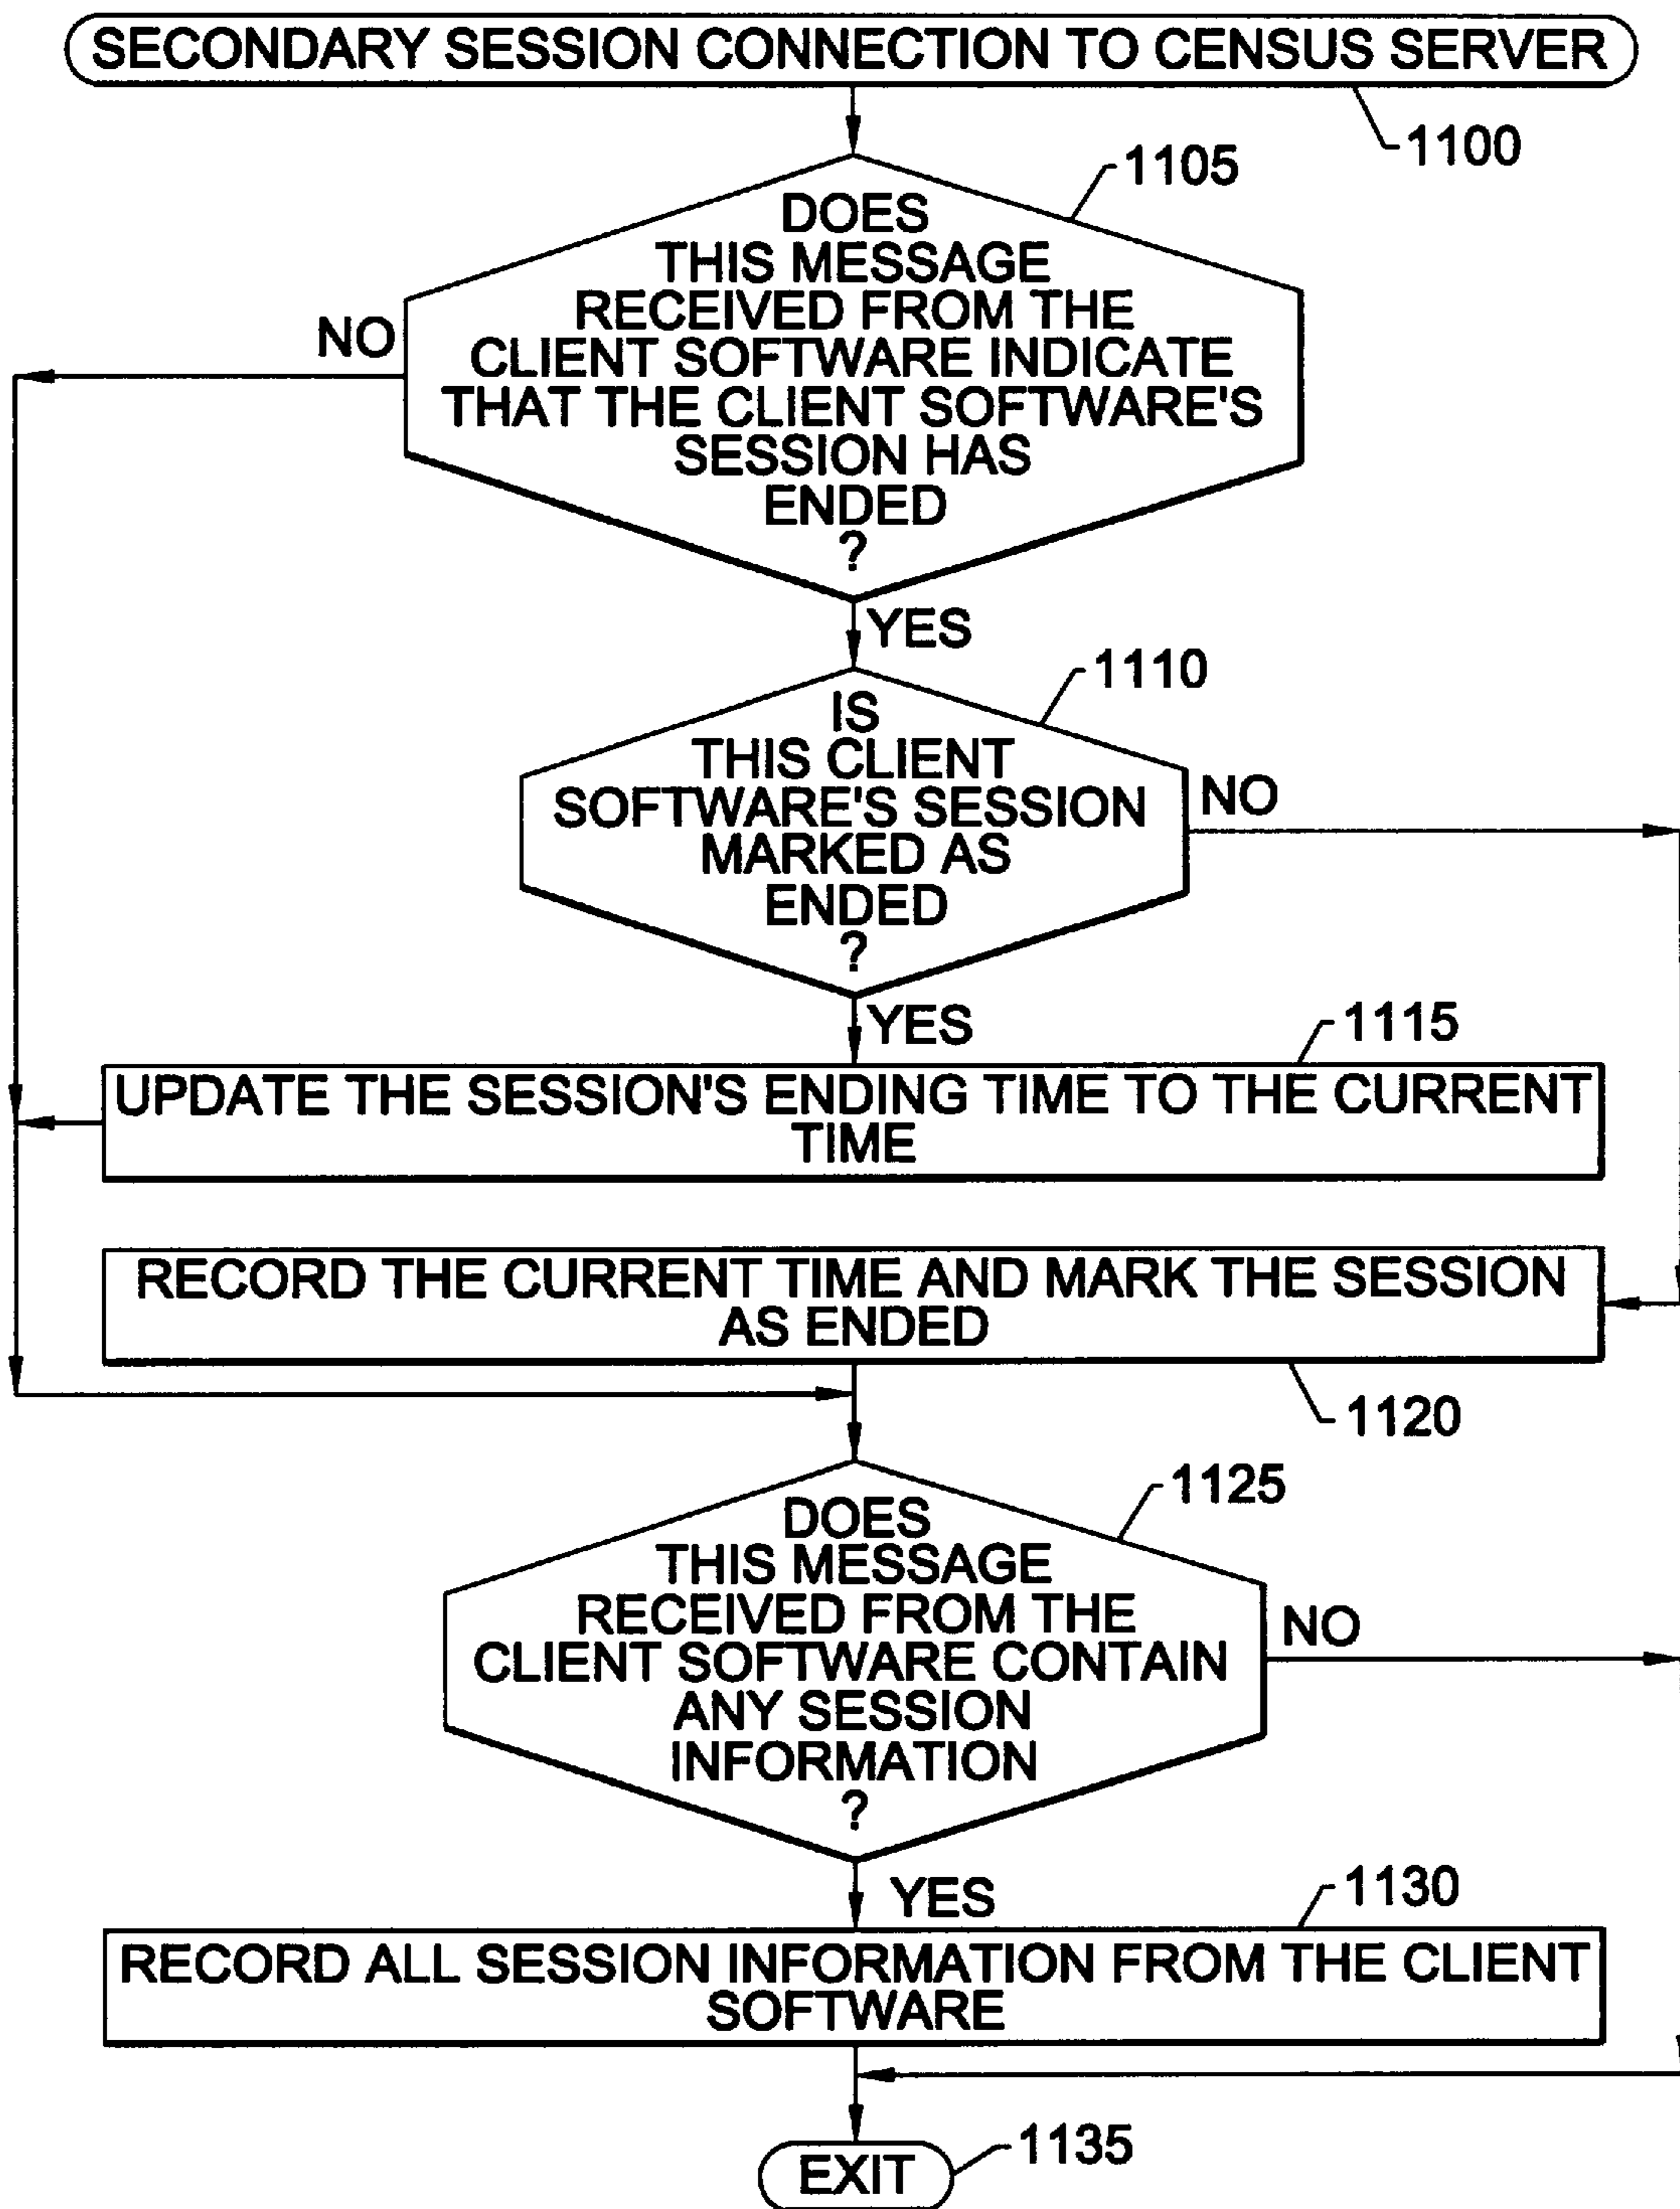 SECONDARY SESSION CONNECTION TO CENSUS SERVER
1100
1105
DOES
THIS MESSAGE
RECEIVED FROM THE
CLIENT SOFTWARE INDICATE
THAT THE CLIENT SOFTWARE'S
SESSION HAS
ENDED
?
NO
YES
1110
IS
THIS CLIENT
SOFTWARE'S SESSION
MARKED AS
ENDED
?
NO
YES
1115
UPDATE THE SESSION'S ENDING TIME TO THE CURRENT
TIME
RECORD THE CURRENT TIME AND MARK THE SESSION
AS ENDED
1120
1125
DOES
THIS MESSAGE
RECEIVED FROM THE
CLIENT SOFTWARE CONTAIN
ANY SESSION
INFORMATION
?
NO
YES
1130
RECORD ALL SESSION INFORMATION FROM THE CLIENT
SOFTWARE
EXIT
1135